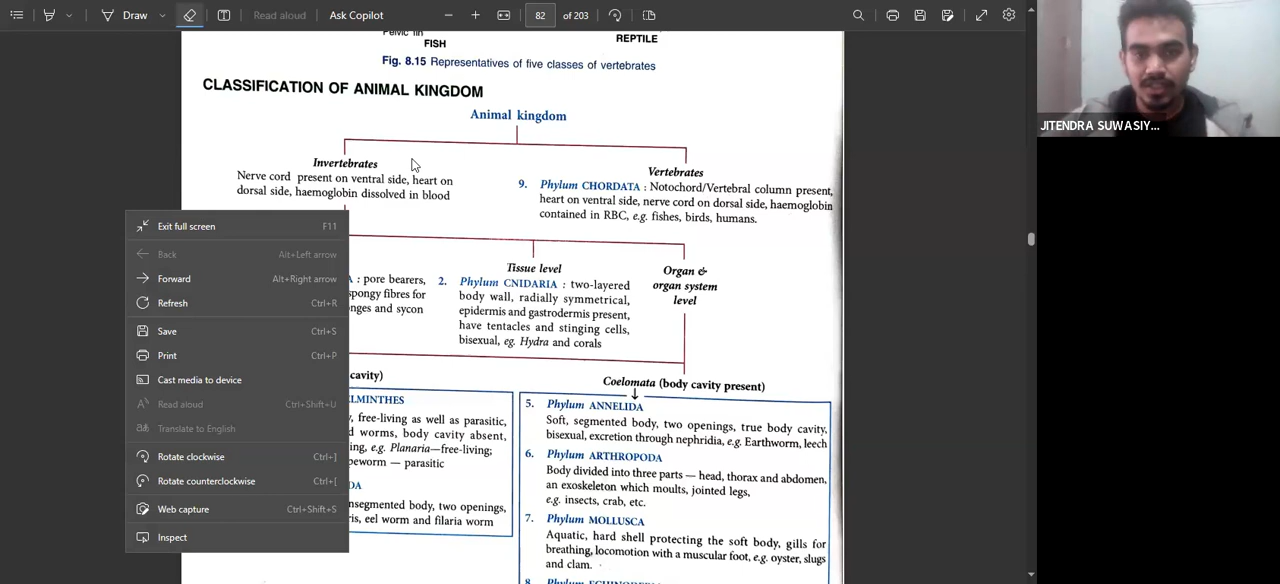 Draw
Read aloud
Ask Copilot
82
of 203
FISH
REPTILE
Fig. 8.15 Representatives of five classes of vertebrates
CLASSIFICATION OF ANIMAL KINGDOM
Animal kingdom
Invertebrates
Nerve cord present on ventral side, heart on
dorsal side, haemoglobin dissolved in blood
Vertebrates
9. Phylum CHORDATA : Notochord/Vertebral column present,
heart on ventral side, nerve cord on dorsal side, haemoglobin
contained in RBC, e.g. fishes, birds, humans.
Exit full screen F11
Back Alt+Left arrow
Forward Alt+Right arrow
Refresh Ctrl+R
Save Ctrl+S
Print Ctrl+P
Cast media to device
Read aloud Ctrl+Shift+U
Translate to English
Rotate clockwise Ctrl+]
Rotate counterclockwise Ctrl+[
Web capture Ctrl+Shift+S
Inspect
: pore bearers,
spongy fibres for
and sycon
Tissue level
2. Phylum CNIDARIA : two-layered
body wall, radially symmetrical,
epidermis and gastrodermis present,
have tentacles and stinging cells,
bisexual, eg. Hydra and corals
Organ &
organ system
level
cavity)
LMINTHES
, free-living as well as parasitic,
d worms, body cavity absent,
ing, e.g. Planaria—free-living;
peworm — parasitic
DA
nsegmented body, two openings,
ris, eel worm and filaria worm
Coelomata (body cavity present)
5. Phylum ANNELIDA
Soft, segmented body, two openings, true body cavity,
bisexual, excretion through nephridia, e.g. Earthworm, leech
6. Phylum ARTHROPODA
Body divided into three parts — head, thorax and abdomen,
an exoskeleton which moults, jointed legs,
e.g. insects, crab, etc.
7. Phylum MOLLUSCA
Aquatic, hard shell protecting the soft body, gills for
breathing, locomotion with a muscular foot, e.g. oyster, slugs
and clam.
JITENDRA SUWASIY...